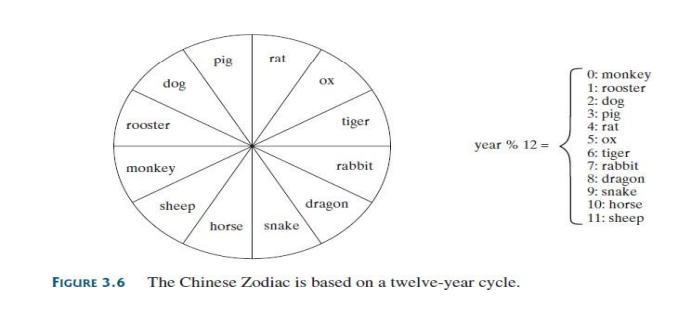 pig
rat
dog
ox
rooster
tiger
monkey
rabbit
sheep
dragon
horse
snake
year % 12 =
0: monkey
1: rooster
2: dog
3: pig
4: rat
5: ox
6: tiger
7: rabbit
8: dragon
9: snake
10: horse
11: sheep
FIGURE 3.6 The Chinese Zodiac is based on a twelve-year cycle.